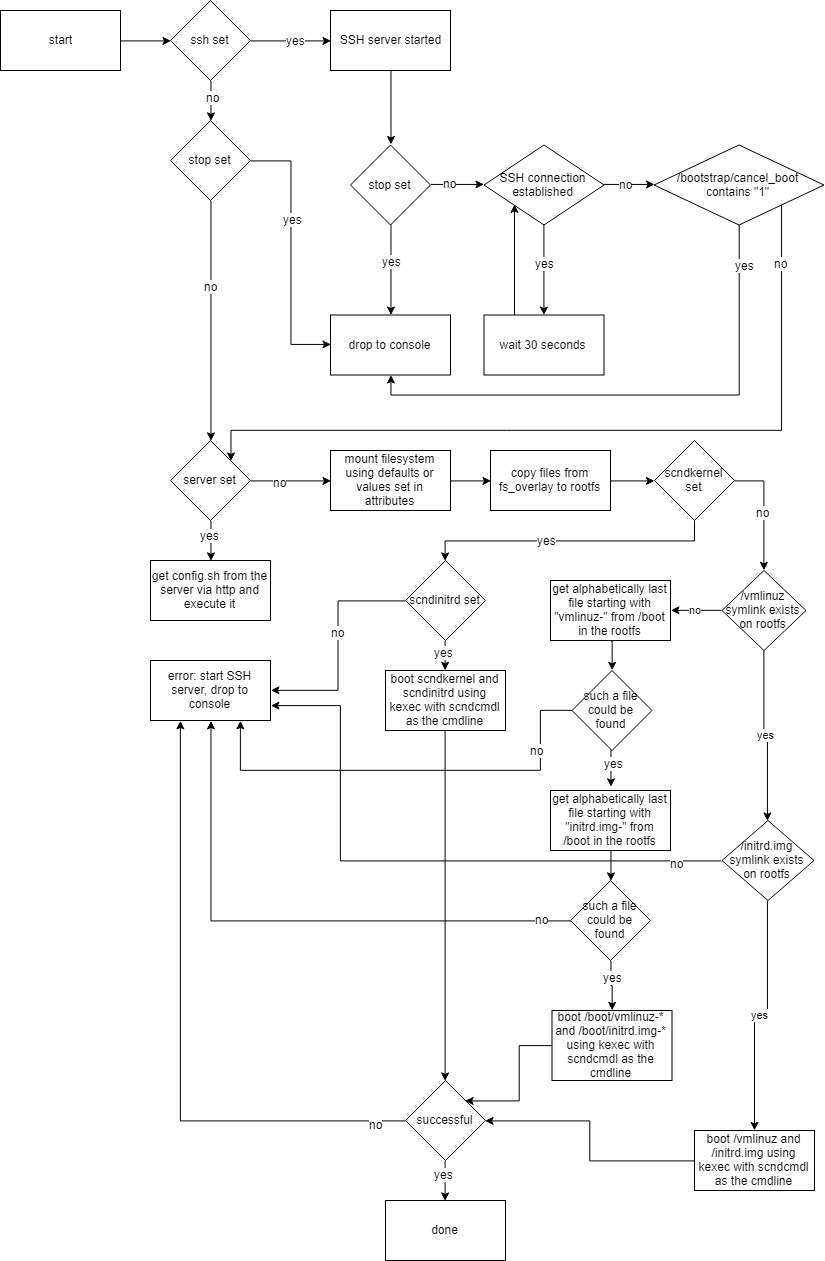 start
ssh set
yes
SSH server started
no
stop set
yes
no
stop set
no
SSH connection
established
no
/bootstrap/cancel_boot
contains "1"
yes
yes
yes
no
drop to console
wait 30 seconds
server set
no
mount filesystem
using defaults or
values set in
attributes
copy files from
fs_overlay to rootfs
scndkernel
set
no
yes
yes
get config.sh from the
server via http and
execute it
scndinitrd set
no
yes
get alphabetically last
file starting with
"vmlinuz-" from /boot
in the rootfs
no
/vmlinuz
symlink exists
on rootfs
error: start SSH
server, drop to
console
boot scndkernel and
scndinitrd using
kexec with scndcmdl
as the cmdline
such a file
could be
found
no
yes
yes
get alphabetically last
file starting with
"initrd.img-" from
/boot in the rootfs
no
/initrd.img
symlink exists
on rootfs
such a file
could be
found
no
yes
yes
boot /boot/vmlinuz-*
and /boot/initrd.img-*
using kexec with
scndcmdl as the
cmdline
successful
no
yes
boot /vmlinuz and
/initrd.img using
kexec with scndcmdl
as the cmdline
done